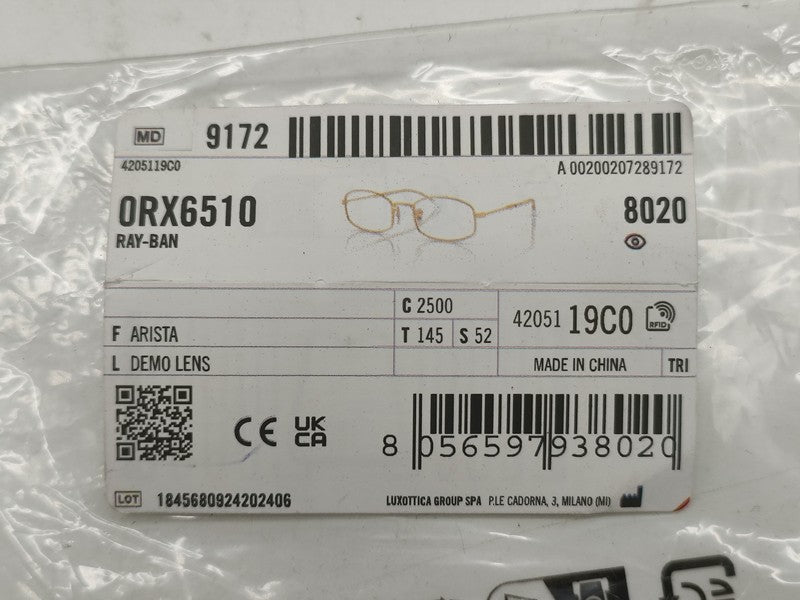 MD 9172
4205119C0 A 00200207289172
0RX6510 8020
RAY-BAN
C 2500
F ARISTA T 145 S 52 42051 19C0 RFID
L DEMO LENS MADE IN CHINA TRI
CE UK CA
8 056597 938020
LOT 1845680924202406 LUXOTTICA GROUP SPA P.LE CADORNA, 3, MILANO (MI)